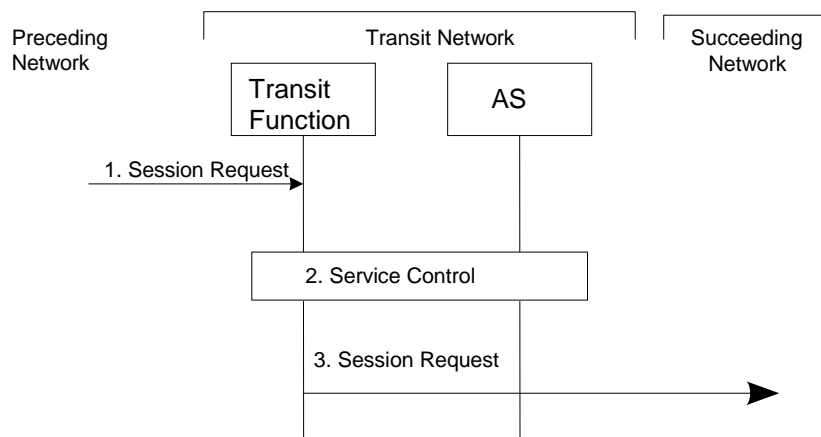 Preceding
Network
Transit Network
Succeeding
Network
Transit
Function
AS
1. Session Request
2. Service Control
3. Session Request